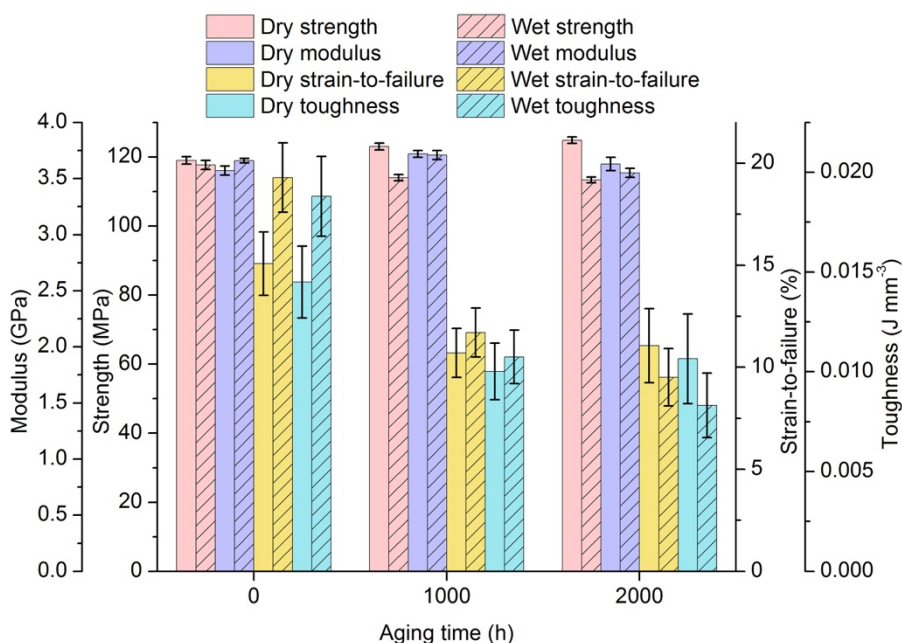 Dry strength Wet strength
Dry modulus Wet modulus
Dry strain-to-failure Wet strain-to-failure
Dry toughness Wet toughness
Modulus (GPa)
4.0
3.5
3.0
2.5
2.0
1.5
1.0
0.5
0.0
Strength (MPa)
120
100
80
60
40
20
0
Strain-to-failure (%)
20
15
10
5
0
Toughness (J mm⁻³)
0.020
0.015
0.010
0.005
0.000
0 1000 2000
Aging time (h)